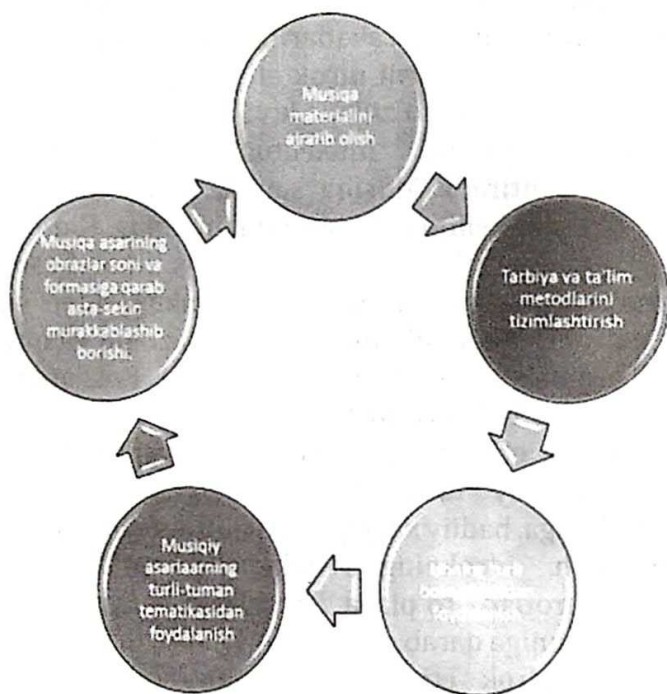 Musiqa
materialini
ajratib olish
Tarbiya va ta'lim
metodlarini
tizimlashtirish
Musiqiy
asarlaarning
turli-tuman
tematikasidan
foydalanish
Musiqa asarining
obrazlar soni va
formasiga qarab
asta-sekin
murakkablashib
borishi.